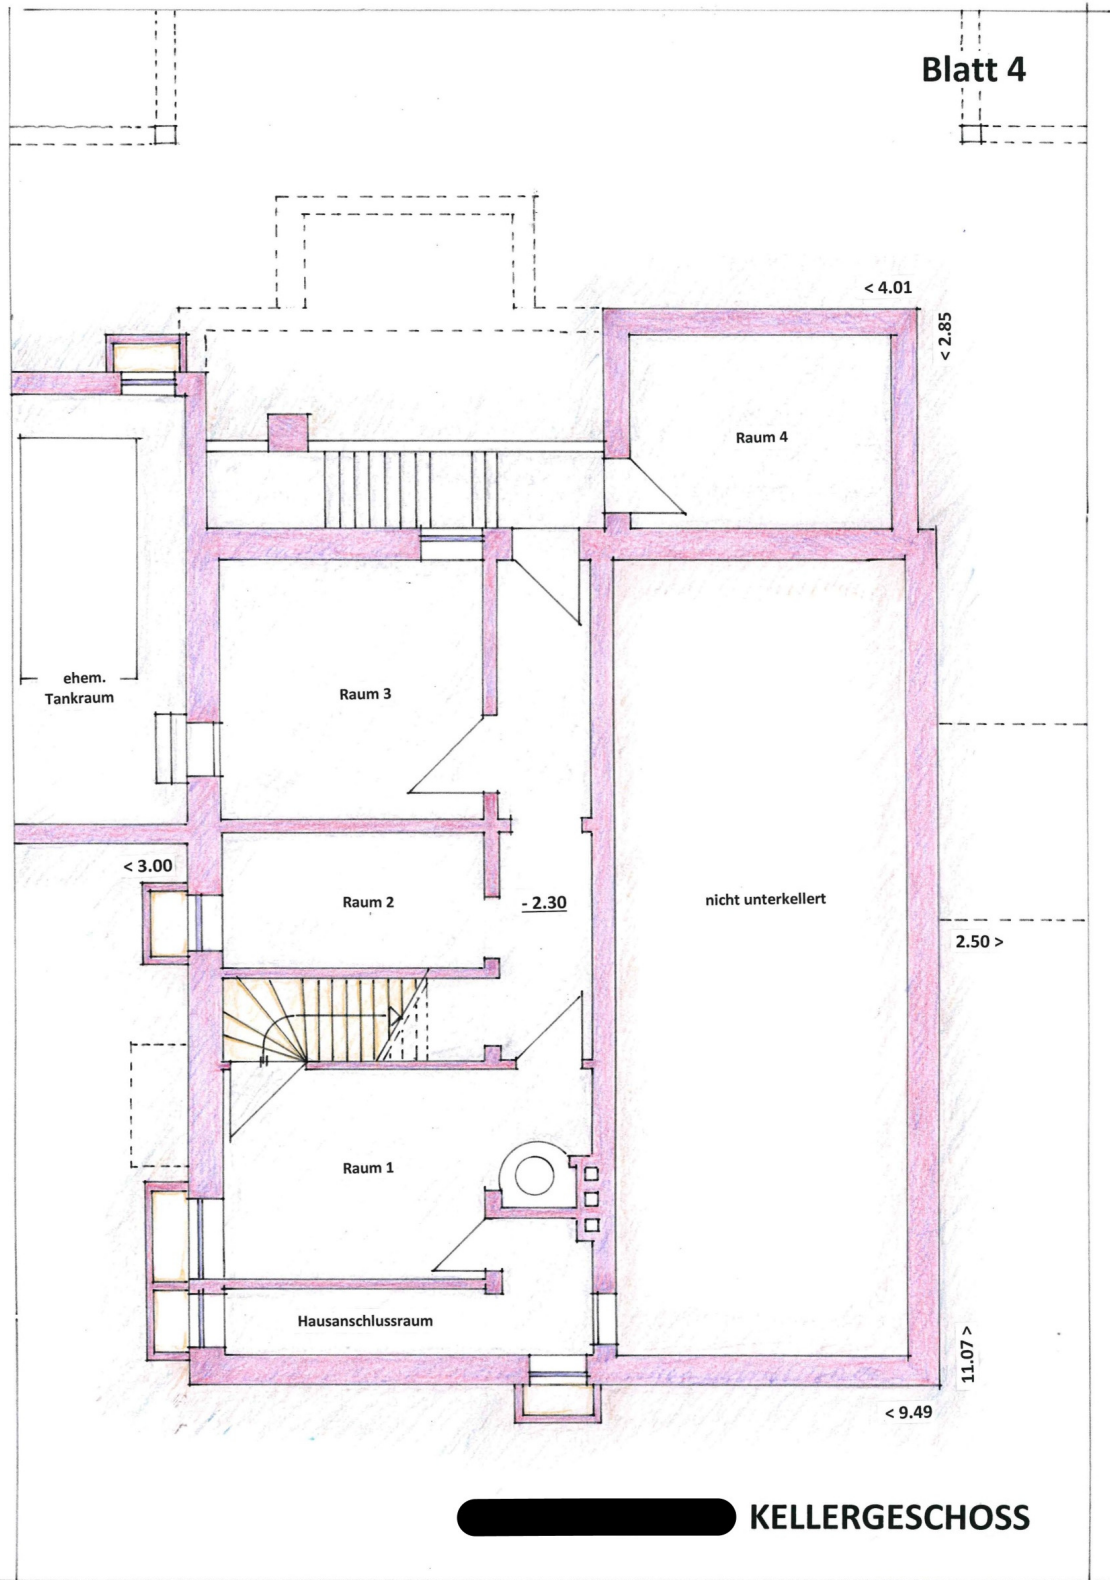 Blatt 4
< 4.01
< 2.85
Raum 4
ehem.
Tankraum
Raum 3
< 3.00
Raum 2
- 2.30
nicht unterkellert
2.50 >
Raum 1
Hausanschlussraum
11.07 >
< 9.49
KELLERGESCHOSS